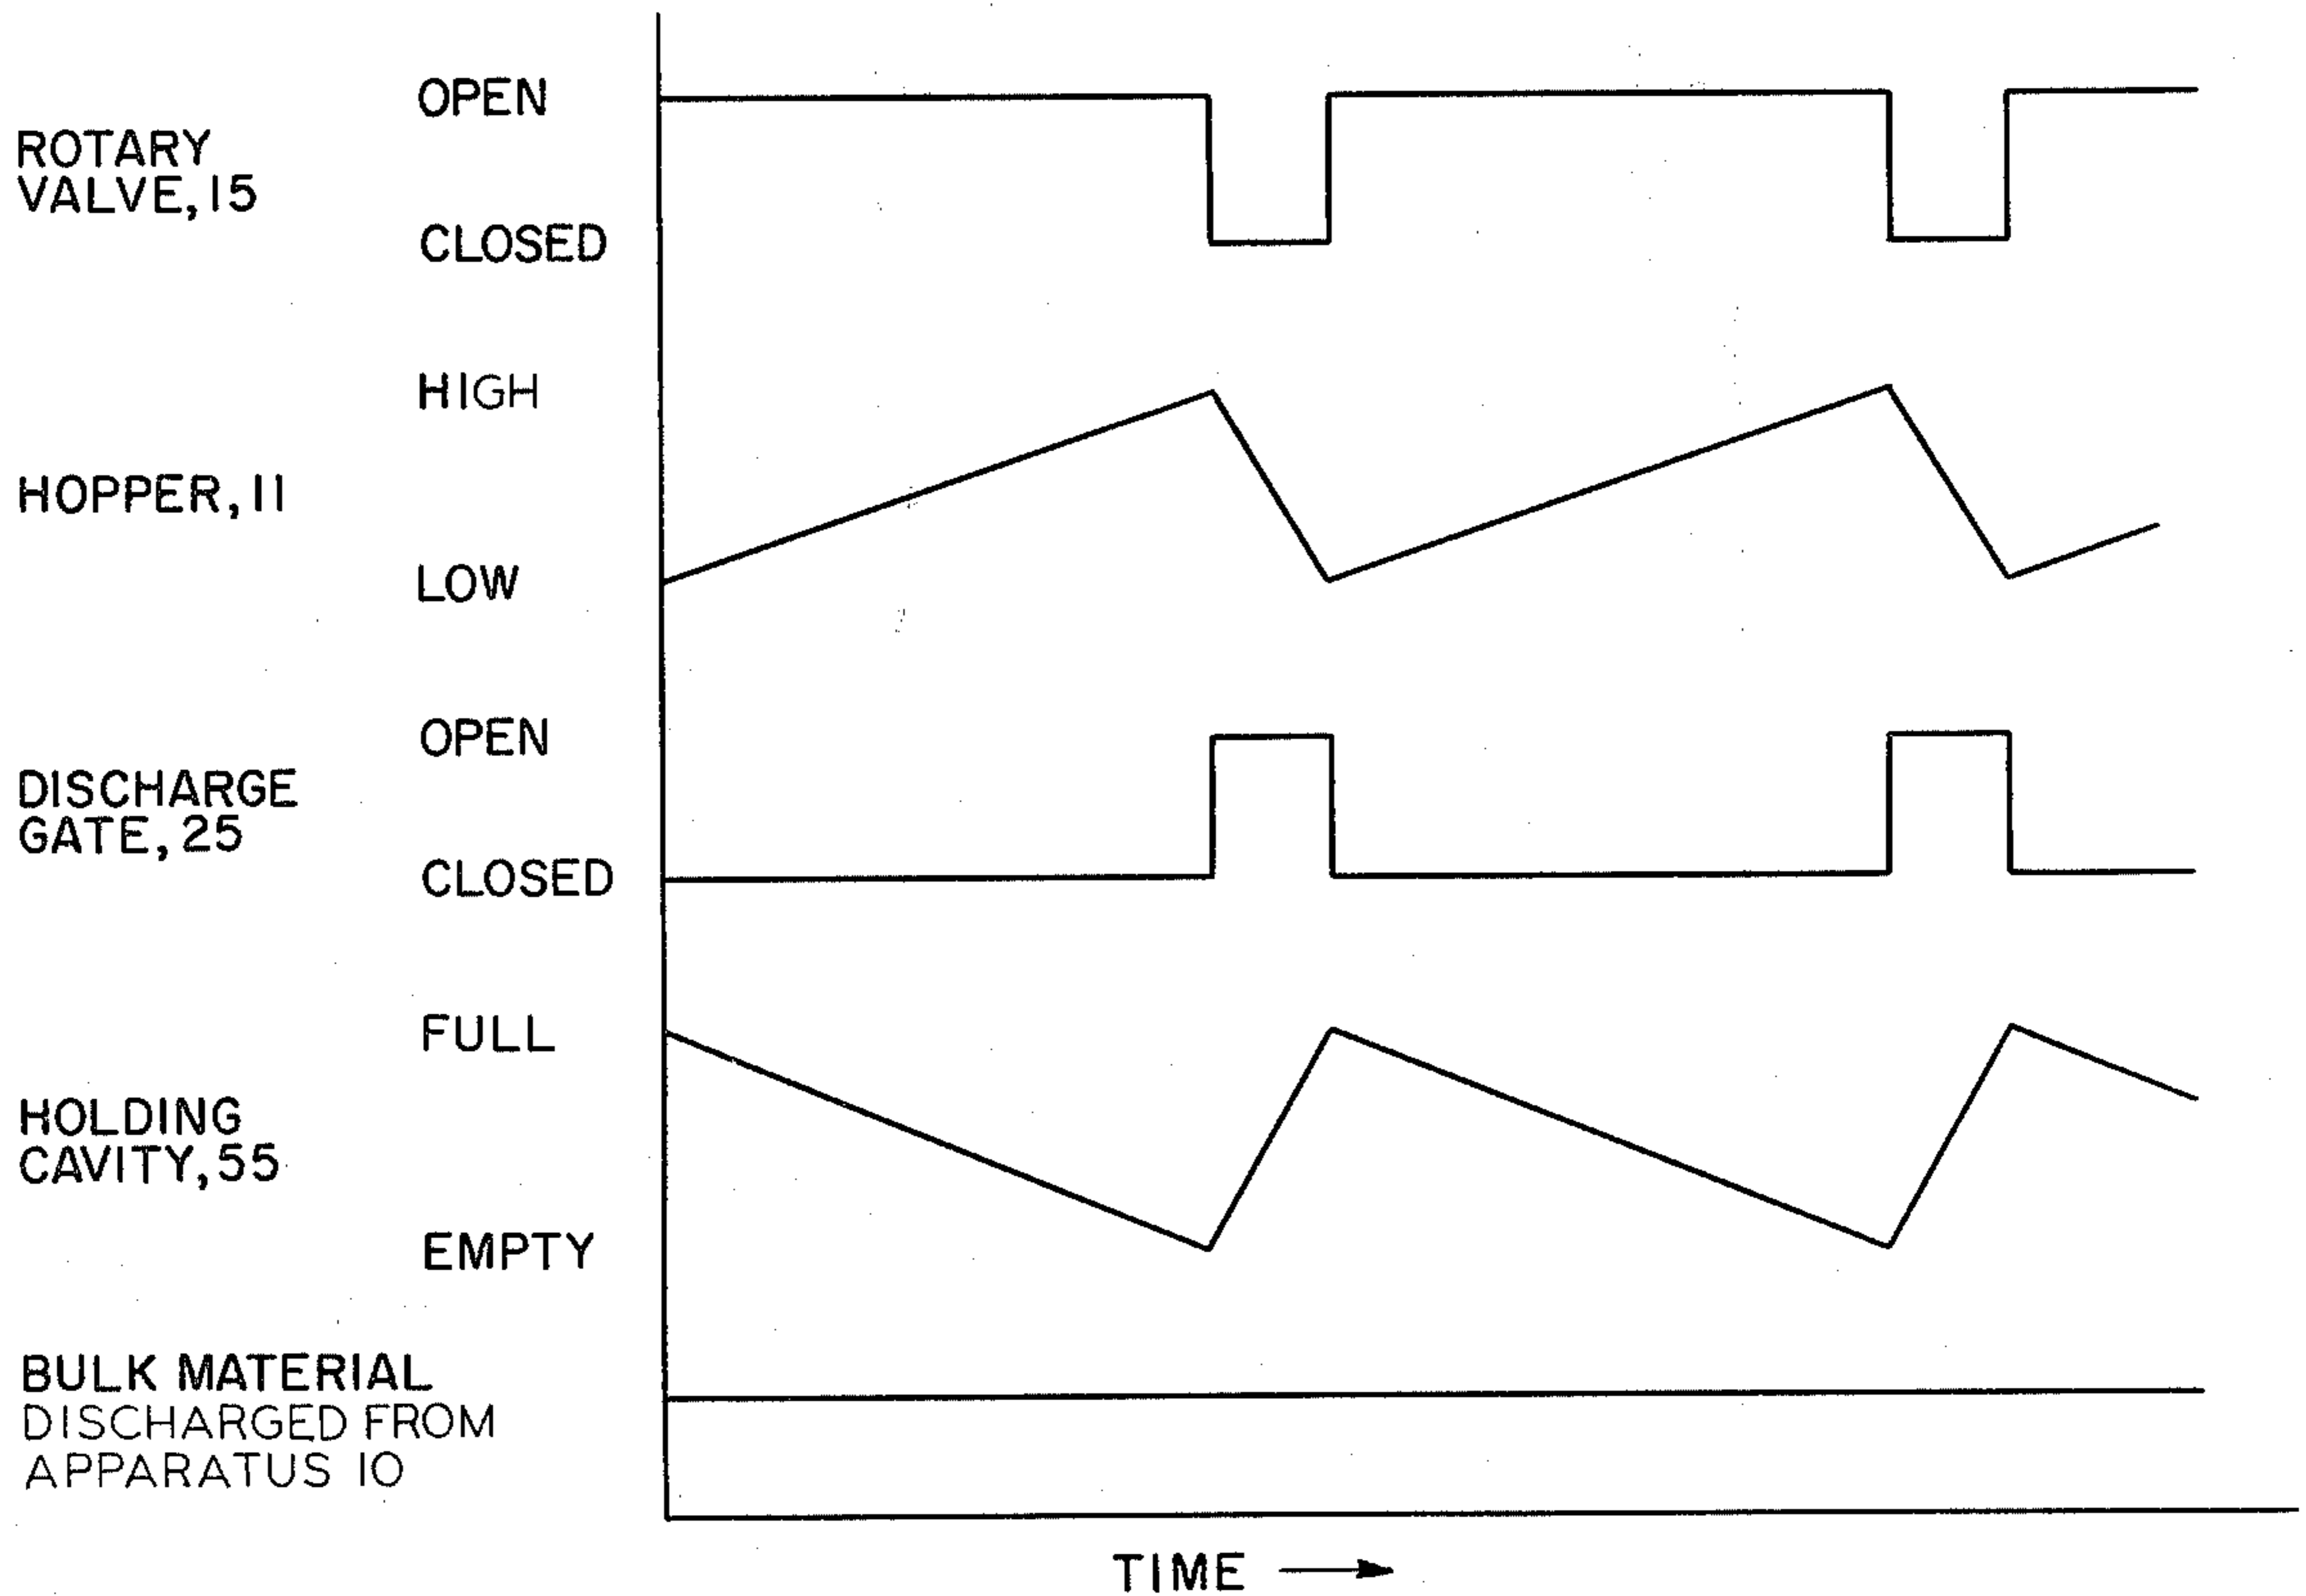 OPEN
ROTARY
VALVE, 15
CLOSED
HIGH
HOPPER, 11
LOW
OPEN
DISCHARGE
GATE, 25
CLOSED
FULL
HOLDING
CAVITY, 55
EMPTY
BULK MATERIAL
DISCHARGED FROM
APPARATUS 10
TIME